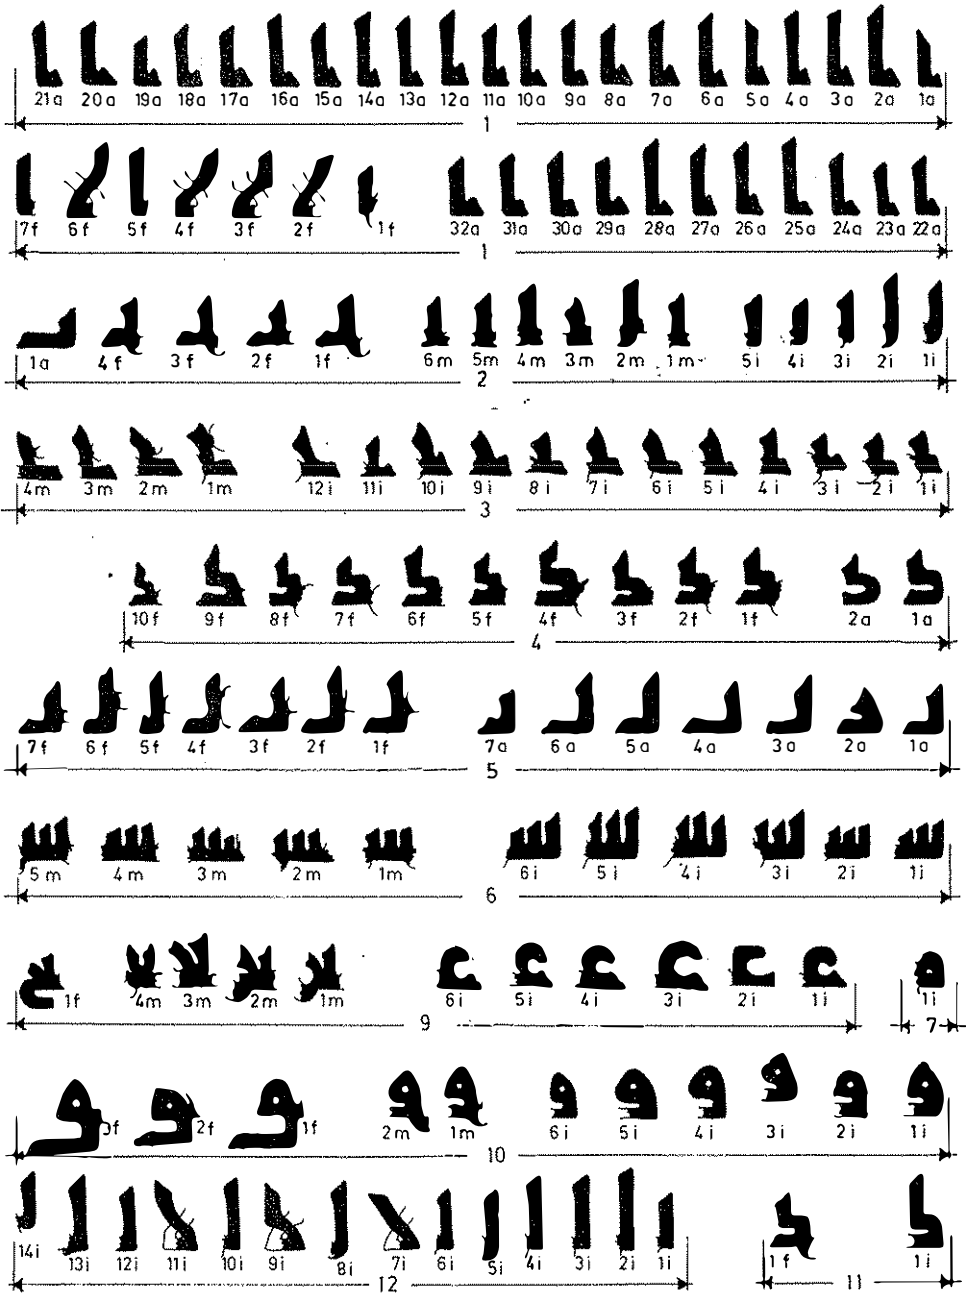 21a 20a 19a 18a 17a 16a 15a 14a 13a 12a 11a 10a 9a 8a 7a 6a 5a 4a 3a 2a 1a
1
7f 6f 5f 4f 3f 2f 1f 32a 31a 30a 29a 28a 27a 26a 25a 24a 23a 22a
1
1a 4f 3f 2f 1f 6m 5m 4m 3m 2m 1m 5i 4i 3i 2i 1i
2
4m 3m 2m 1m 12i 11i 10i 9i 8i 7i 6i 5i 4i 3i 2i 1i
3
10f 9f 8f 7f 6f 5f 4f 3f 2f 1f 2a 1a
4
7f 6f 5f 4f 3f 2f 1f 7a 6a 5a 4a 3a 2a 1a
5
5m 4m 3m 2m 1m 6i 5i 4i 3i 2i 1i
6
1f 4m 3m 2m 1m 6i 5i 4i 3i 2i 1i 1i
9 7
3f 2f 1f 2m 1m 6i 5i 4i 3i 2i 1i
10
14i 13i 12i 11i 10i 9i 8i 7i 6i 5i 4i 3i 2i 1i 1f 1i
12 11